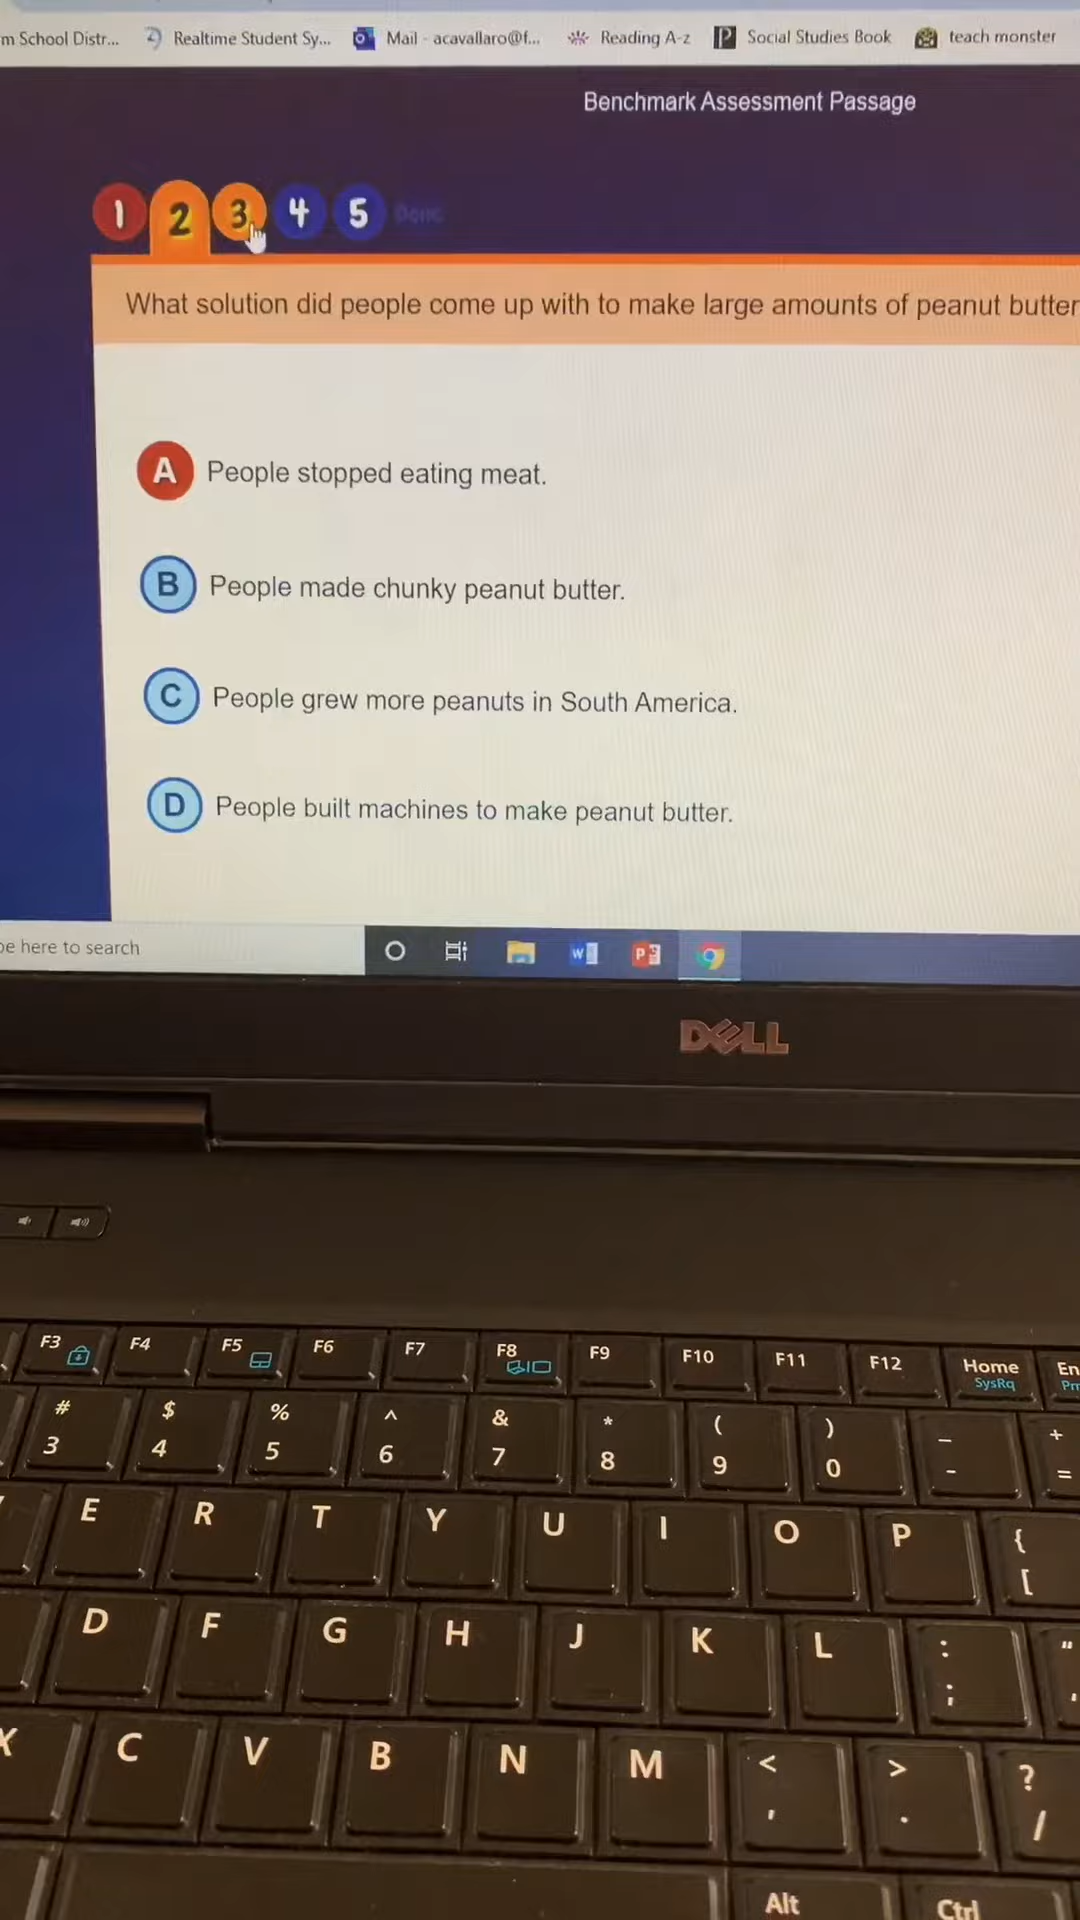 m School Distr...
Realtime Student Sy...
Mail - acavallaro@f...
Reading A-z
Social Studies Book
teach monster
Benchmark Assessment Passage
1 2 3 4 5 Done
What solution did people come up with to make large amounts of peanut butter
A People stopped eating meat.
B People made chunky peanut butter.
C People grew more peanuts in South America.
D People built machines to make peanut butter.
pe here to search
DELL
F3 F4 F5 F6 F7 F8 F9 F10 F11 F12 Home
SysRq
# $ % ^ & * ( ) _ +
3 4 5 6 7 8 9 0 - =
E R T Y U I O P {
[
D F G H J K L : "
; '
X C V B N M < > ?
, . /
Alt Ctrl